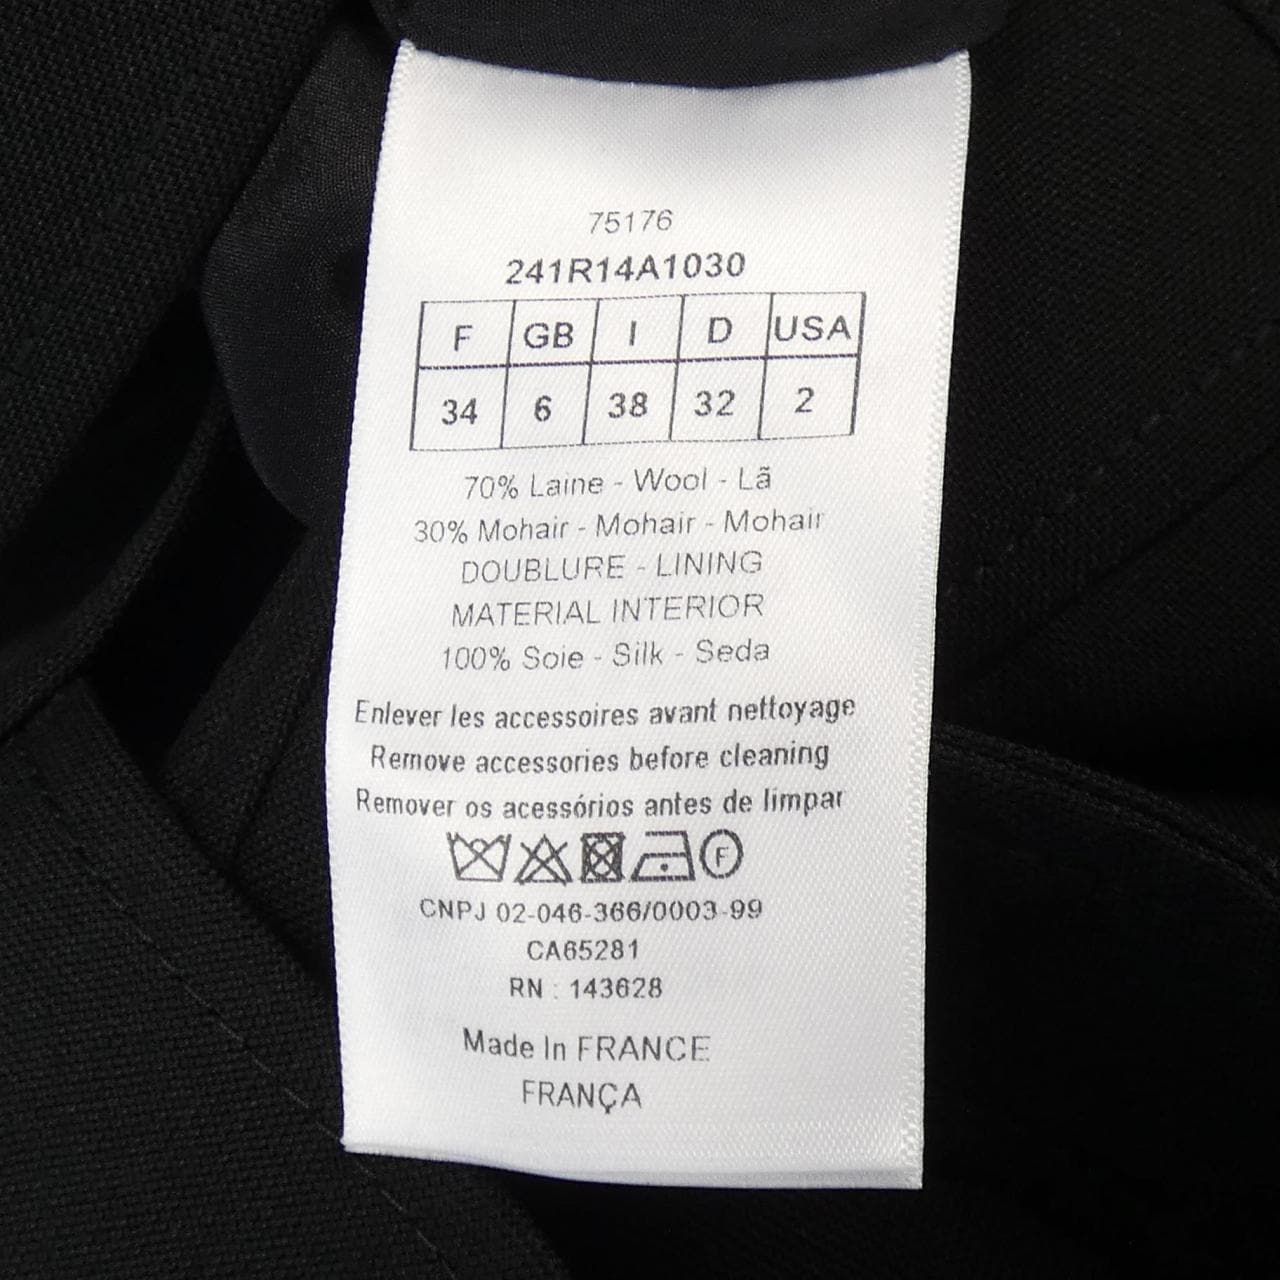 75176
241R14A1030
F GB I D USA
34 6 38 32 2
70% Laine - Wool - Lã
30% Mohair - Mohair - Mohair
DOUBLURE - LINING
MATERIAL INTERIOR
100% Soie - Silk - Seda
Enlever les accessoires avant nettoyage
Remove accessories before cleaning
Remover os acessórios antes de limpar
F
CNPJ 02-046-366/0003-99
CA65281
RN : 143628
Made In FRANCE
FRANÇA